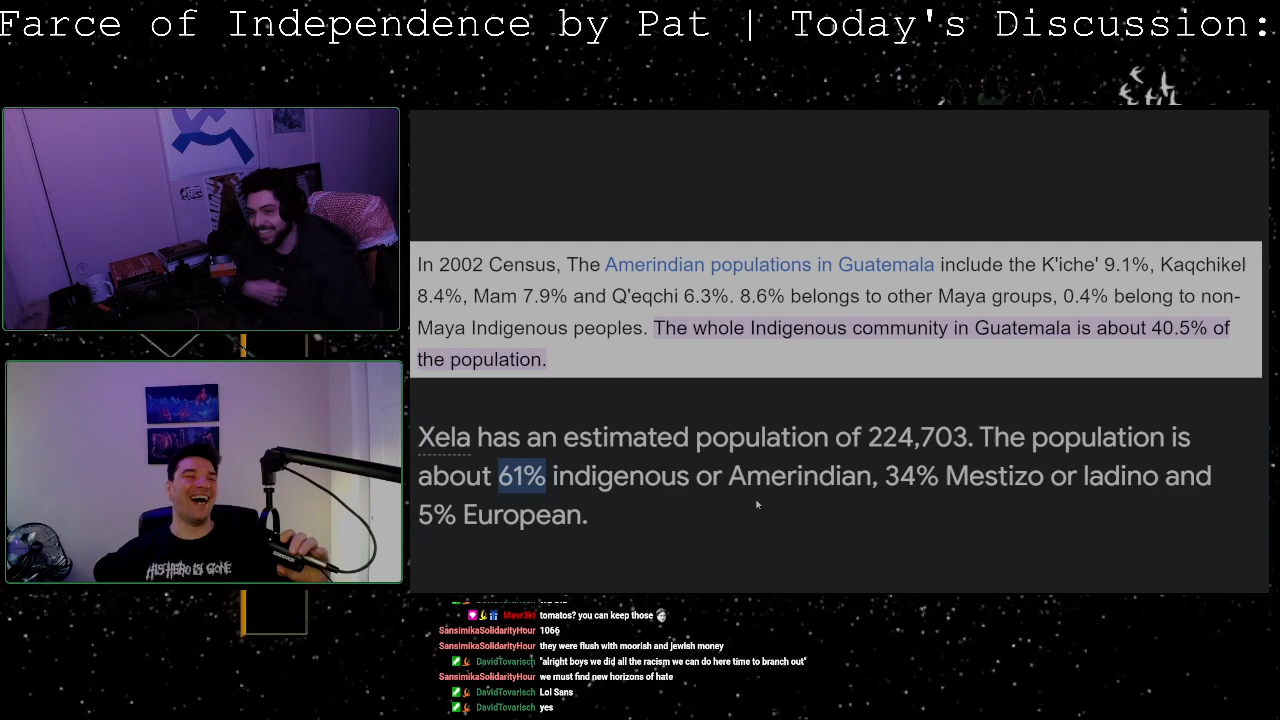 Farce of Independence by Pat | Today's Discussion:
In 2002 Census, The Amerindian populations in Guatemala include the K'iche' 9.1%, Kaqchikel
8.4%, Mam 7.9% and Q'eqchi 6.3%. 8.6% belongs to other Maya groups, 0.4% belong to non-
Maya Indigenous peoples. The whole Indigenous community in Guatemala is about 40.5% of
the population.
Xela has an estimated population of 224,703. The population is
about 61% indigenous or Amerindian, 34% Mestizo or ladino and
5% European.
HIS HERO IS GONE
Mavr3kt tomatos? you can keep those
SansimikaSolidarityHour 1066
SansimikaSolidarityHour they were flush with moorish and jewish money
DavidTovarisch "alright boys we did all the racism we can do here time to branch out"
SansimikaSolidarityHour we must find new horizons of hate
DavidTovarisch Lol Sans
DavidTovarisch yes